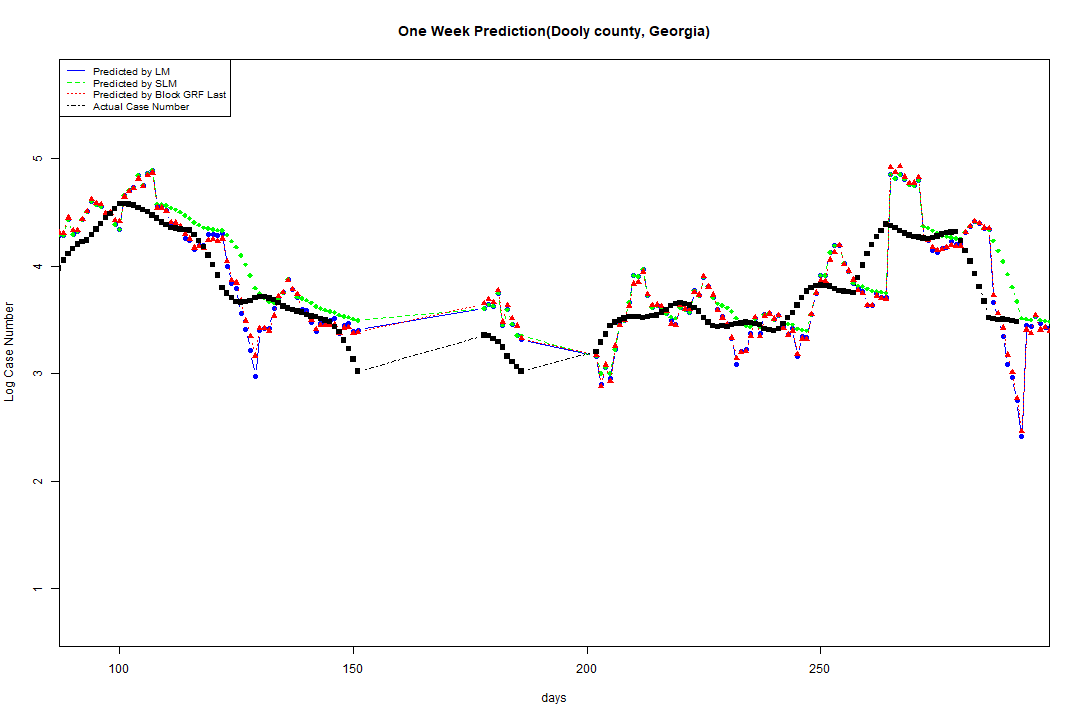 One Week Prediction(Dooly county, Georgia)
Predicted by LM
Predicted by SLM
Predicted by Block GRF Last
Actual Case Number
5
4
3
2
1
Log Case Number
100 150 200 250
days